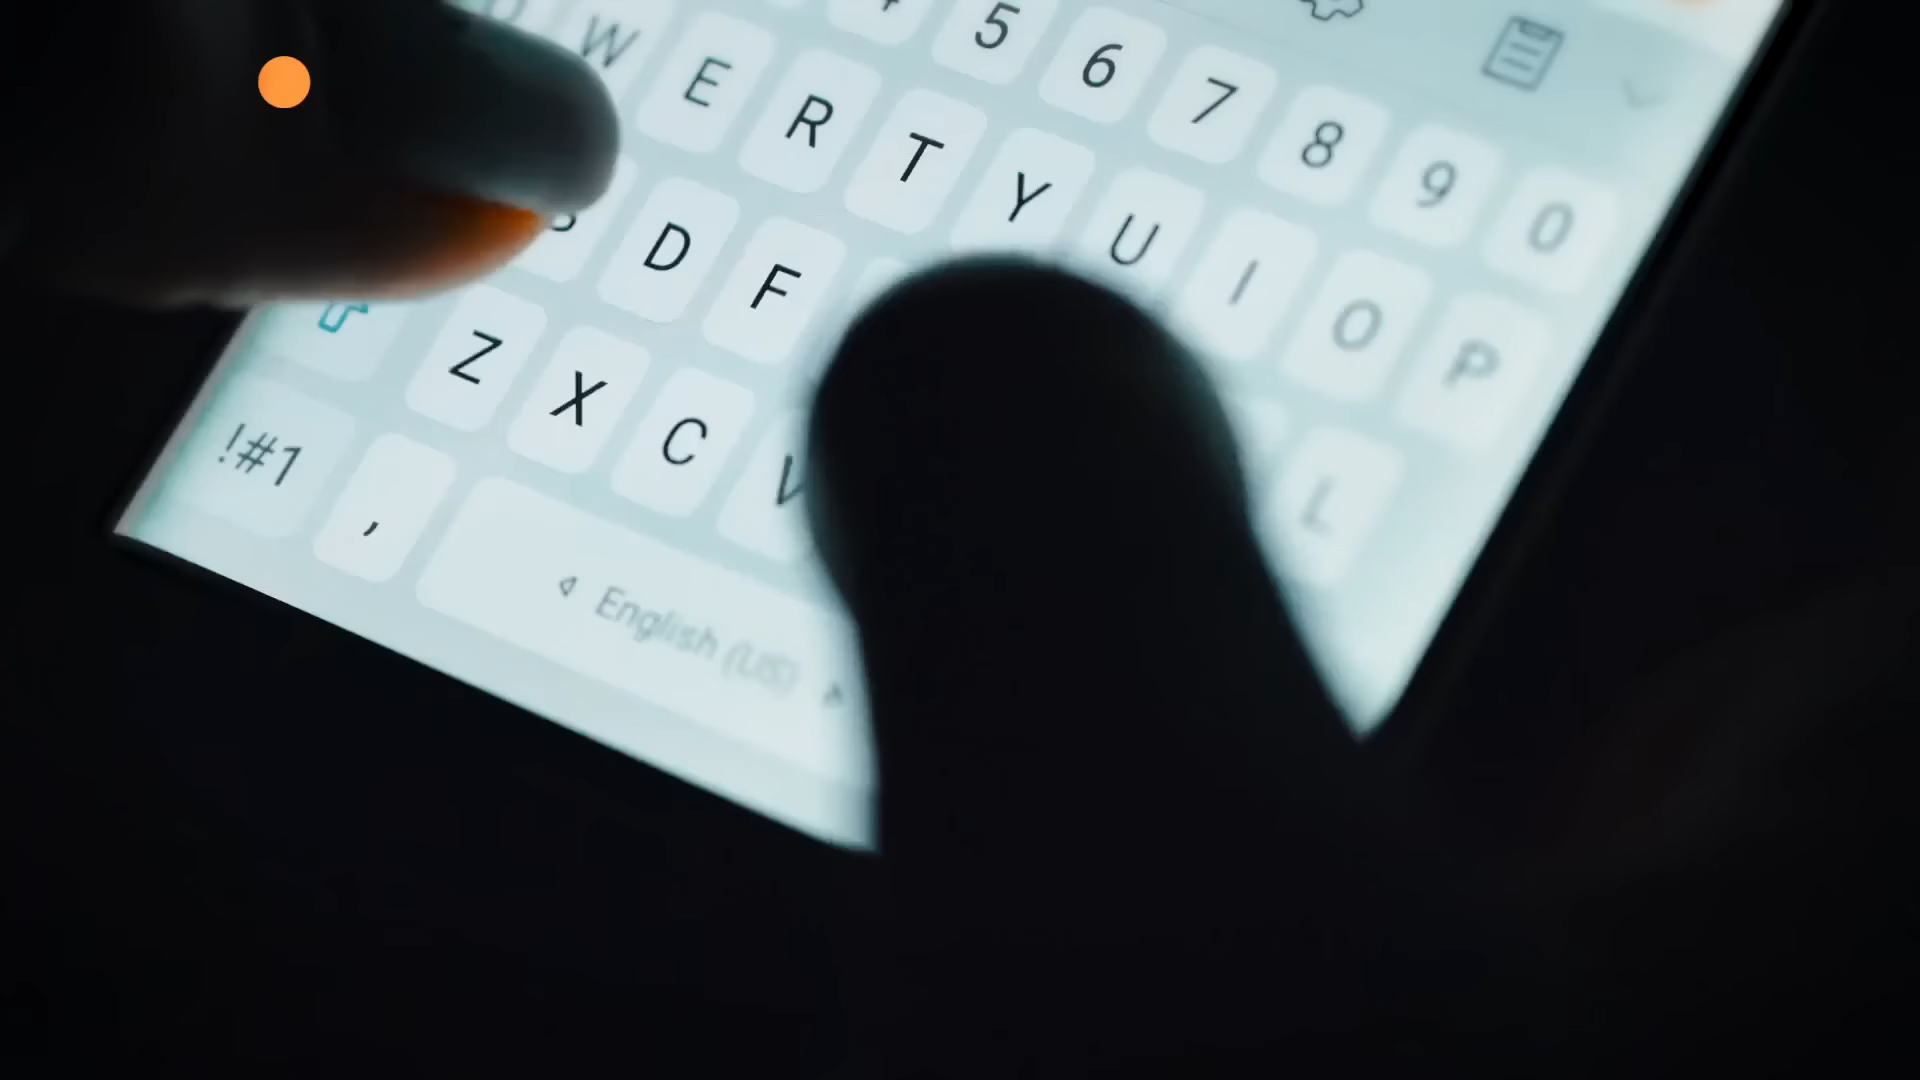 5 6 7 8 9 0
W E R T Y U I O P
S D F L
Z X C V
!#1 , English (US)